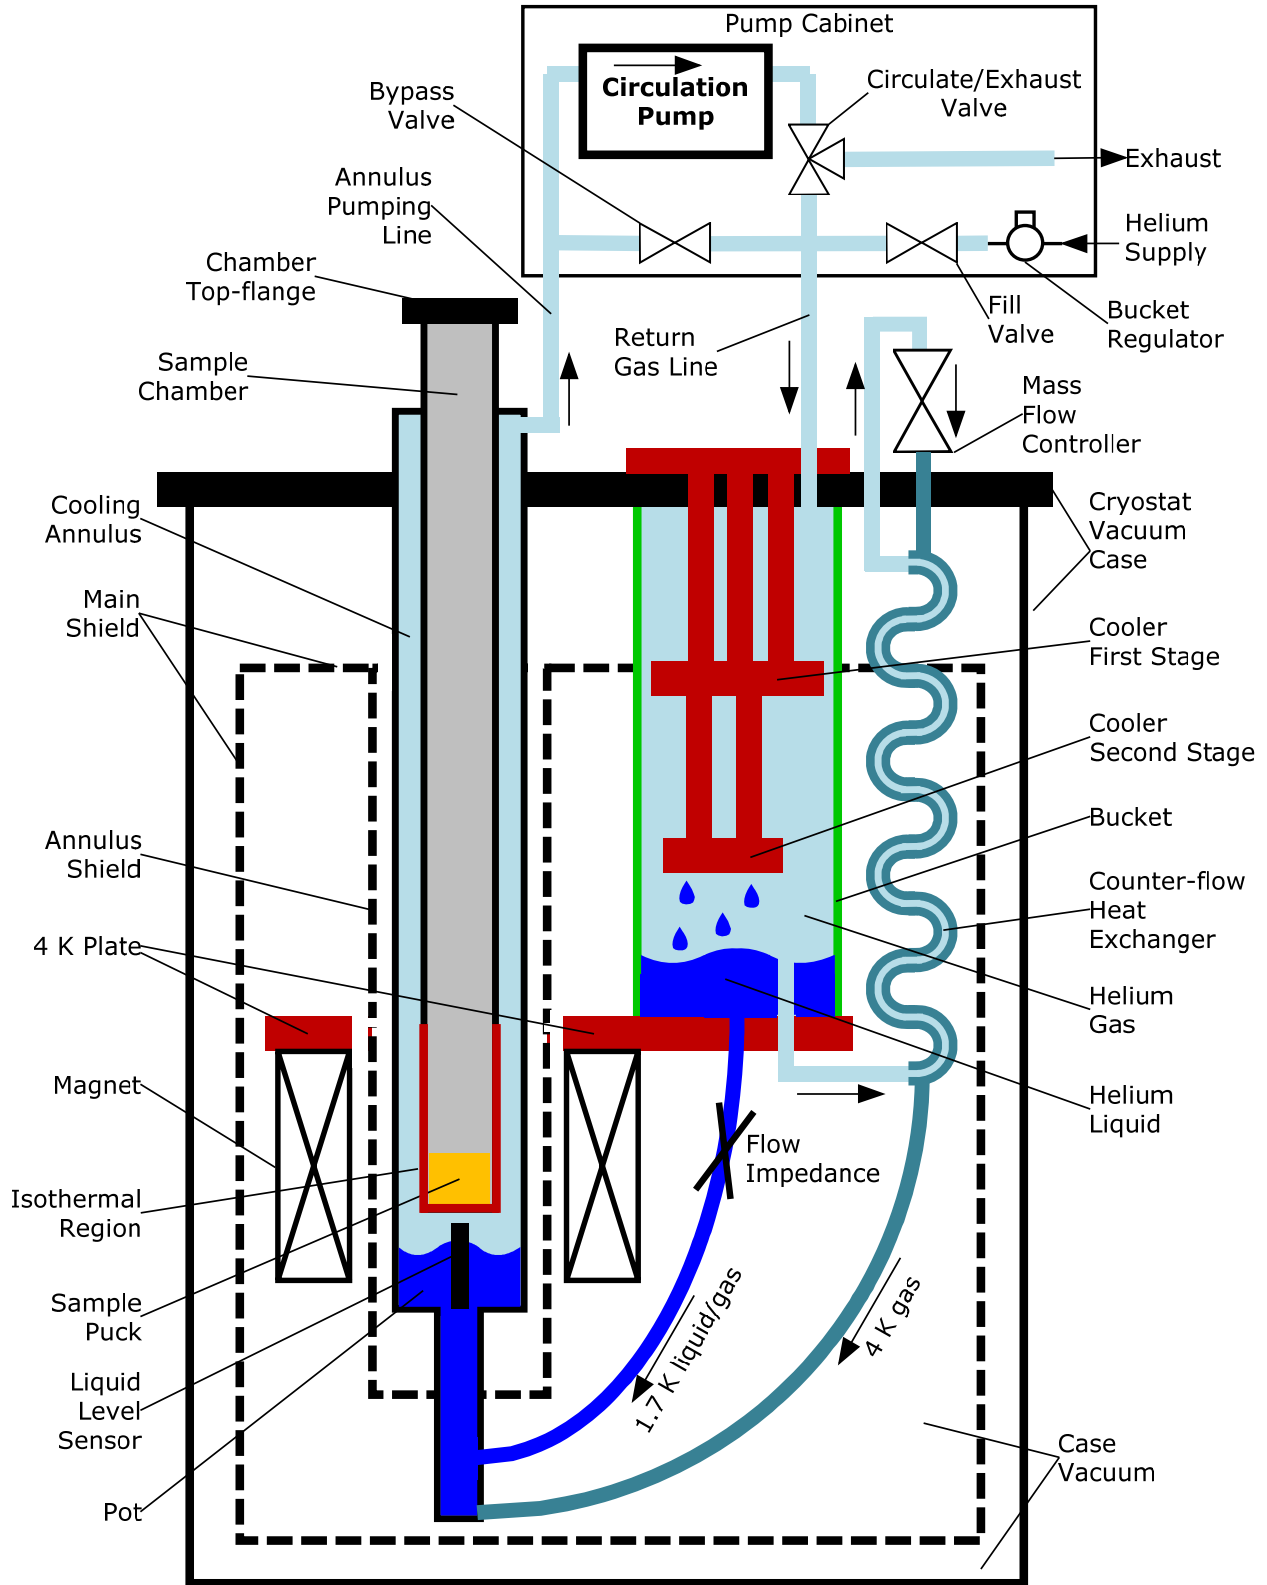 Pump Cabinet
Circulation
Pump
Circulate/Exhaust
Valve
Bypass
Valve
Exhaust
Annulus
Pumping
Line
Helium
Supply
Chamber
Top-flange
Fill
Valve
Bucket
Regulator
Return
Gas Line
Sample
Chamber
Mass
Flow
Controller
Cooling
Annulus
Cryostat
Vacuum
Case
Main
Shield
Cooler
First Stage
Cooler
Second Stage
Bucket
Annulus
Shield
Counter-flow
Heat
Exchanger
4 K Plate
Helium
Gas
Magnet
Helium
Liquid
Flow
Impedance
Isothermal
Region
Sample
Puck
1.7 K liquid/gas
4 K gas
Liquid
Level
Sensor
Case
Vacuum
Pot